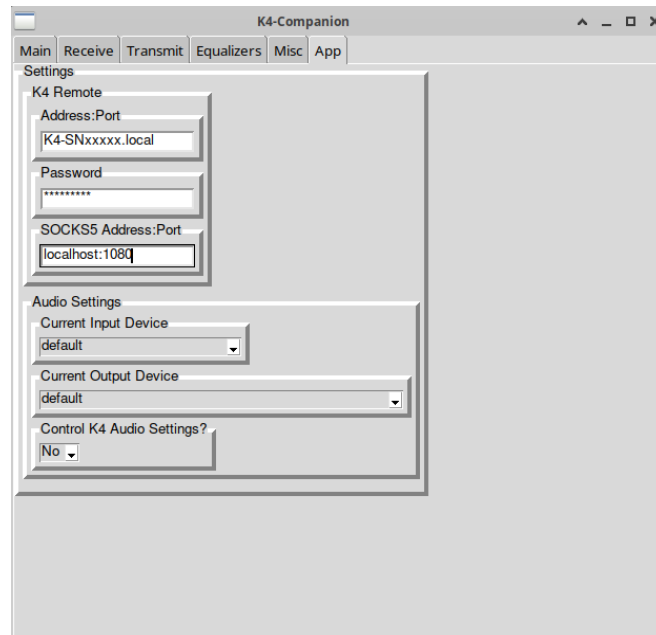 K4-Companion
Main Receive Transmit Equalizers Misc App
Settings
K4 Remote
Address:Port
K4-SNxxxxx.local
Password
*********
SOCKS5 Address:Port
localhost:1080
Audio Settings
Current Input Device
default
Current Output Device
default
Control K4 Audio Settings?
No